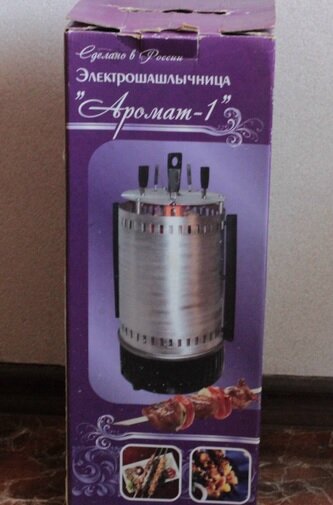 Сделано в России
Электрошашлычница
"Аромат-1"